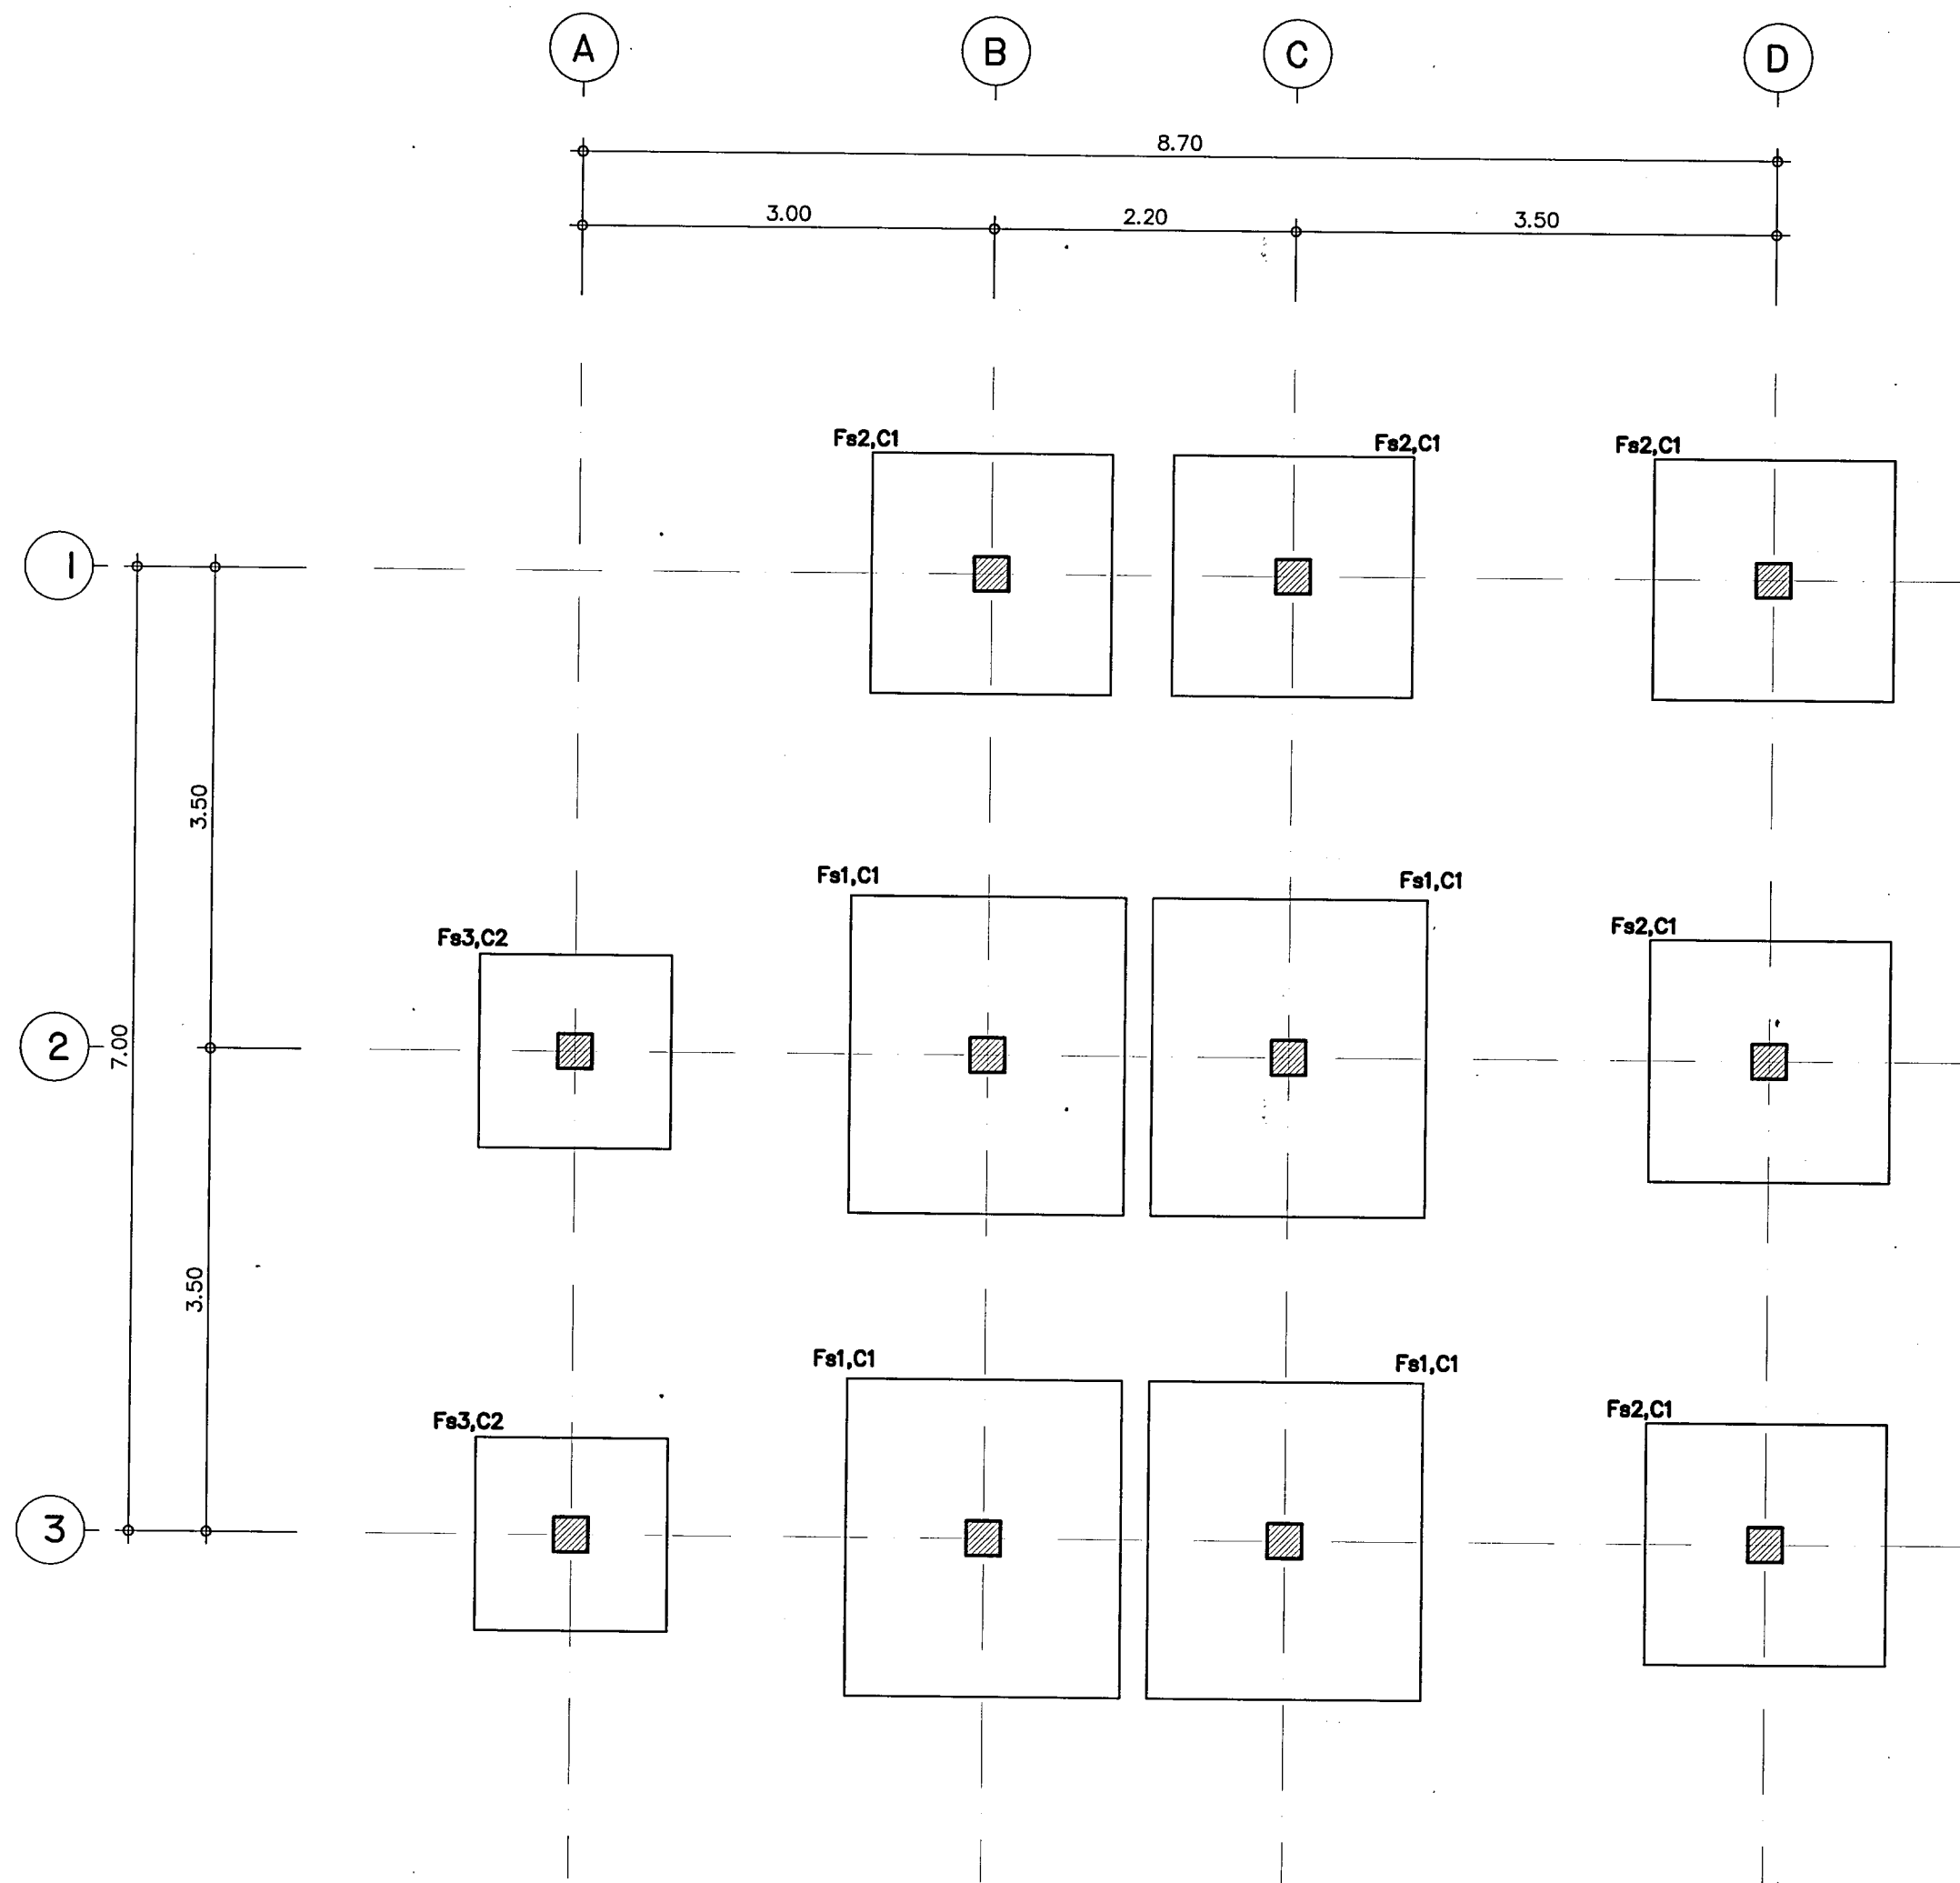 A B C D
8.70
3.00 2.20 3.50
Fs2,C1 Fs2,C1 Fs2,C1
1
3.50
Fs1,C1 Fs1,C1
Fs3,C2 Fs2,C1
2
7.00
3.50
Fs1,C1 Fs1,C1
Fs3,C2 Fs2,C1
3